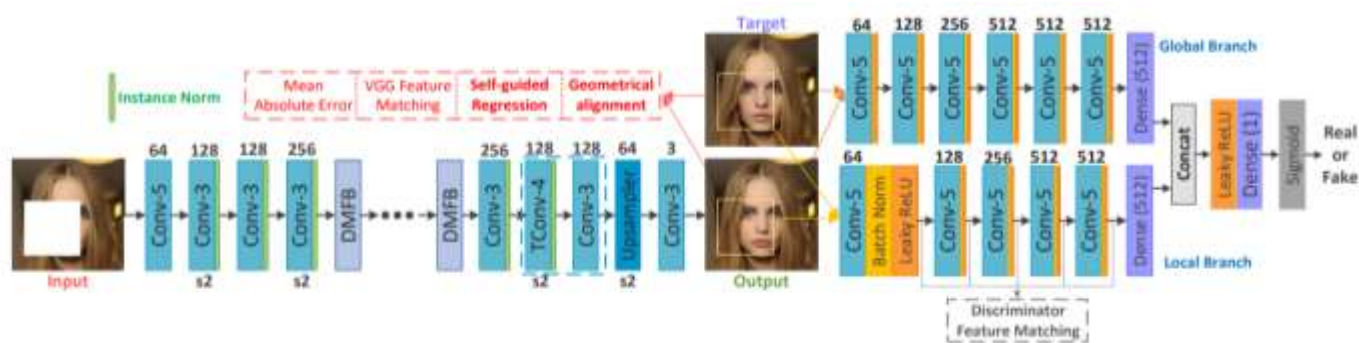 Target
64 128 256 512 512 512
Conv-5 Conv-5 Conv-5 Conv-5 Conv-5 Conv-5 Dense (512)
Global Branch
Instance Norm
Mean
Absolute Error
VGG Feature
Matching
Self-guided
Regression
Geometrical
alignment
64 128 128 256
Conv-5 Conv-3 Conv-3 Conv-3 DMFB
s2 s2
Input
256 128 128 64 3
DMFB Conv-3 TConv-4 Conv-3 Upsampler Conv-3
s2 s2
Output
64 128 256 512 512
Conv-5 Batch Norm Leaky ReLU Conv-5 Conv-5 Conv-5 Conv-5 Dense (512)
Local Branch
Discriminator
Feature Matching
Concat
Leaky ReLU
Dense (1)
Sigmoid
Real
or
Fake